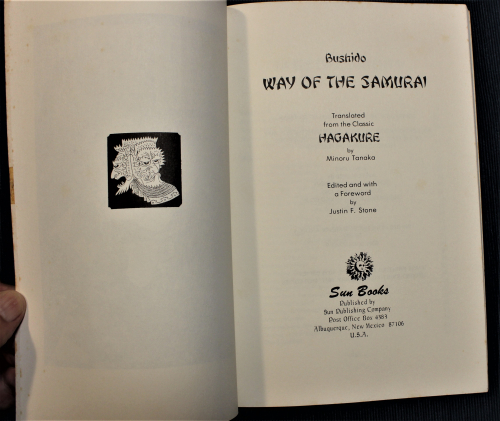 Bushido
WAY OF THE SAMURAI
Translated
from the Classic
HAGAKURE
by
Minoru Tanaka
Edited and with
a Foreword
by
Justin F. Stone
Sun Books
Published by
Sun Publishing Company
Post Office Box 4383
Albuquerque, New Mexico 87106
U.S.A.